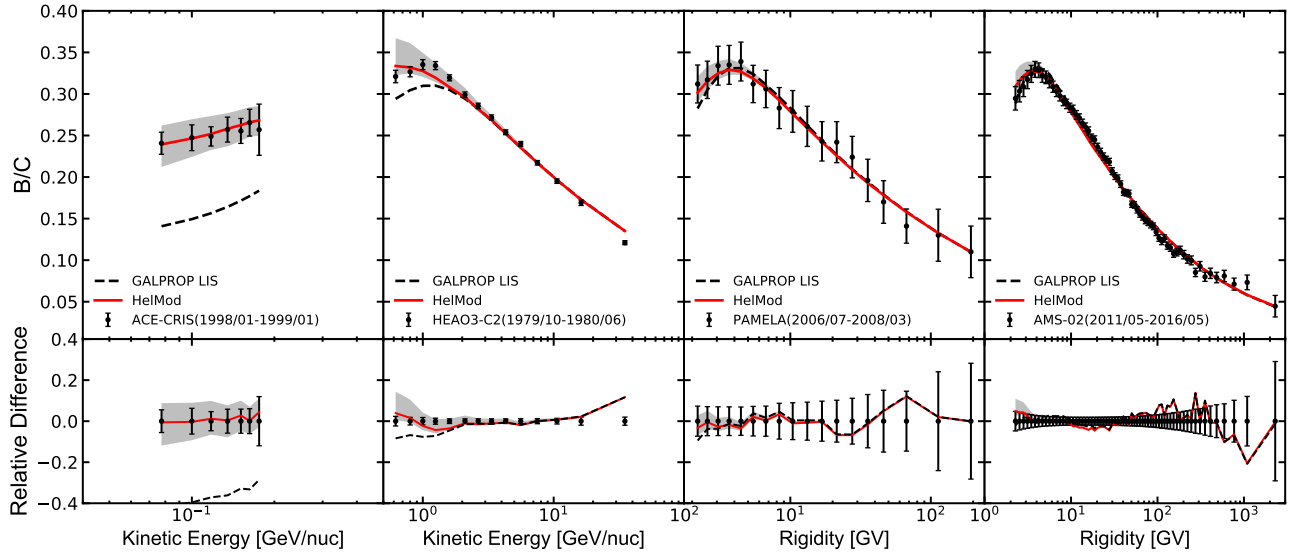 0.40
0.35
0.30
0.25
0.20
0.15
0.10
0.05
B/C
GALPROP LIS
HelMod
ACE-CRIS(1998/01-1999/01)
GALPROP LIS
HelMod
HEAO3-C2(1979/10-1980/06)
GALPROP LIS
HelMod
PAMELA(2006/07-2008/03)
GALPROP LIS
HelMod
AMS-02(2011/05-2016/05)
0.4
0.2
0.0
−0.2
−0.4
Relative Difference
10⁻¹
10⁰
10¹
10²
10¹
10²
10⁰
10¹
10²
10³
Kinetic Energy [GeV/nuc]
Kinetic Energy [GeV/nuc]
Rigidity [GV]
Rigidity [GV]